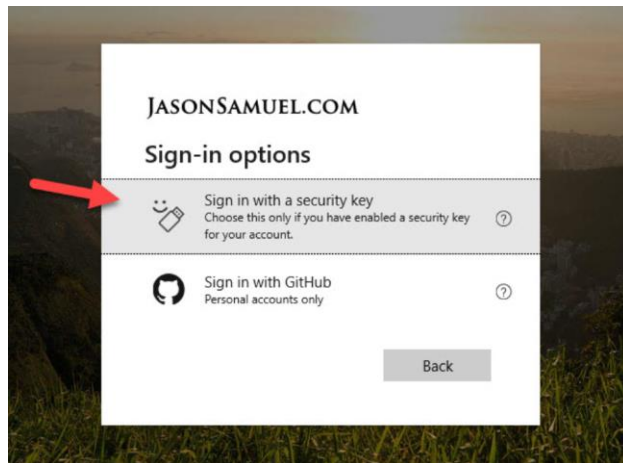 JASONSAMUEL.COM
Sign-in options
Sign in with a security key
Choose this only if you have enabled a security key
for your account.
?
Sign in with GitHub
Personal accounts only
?
Back